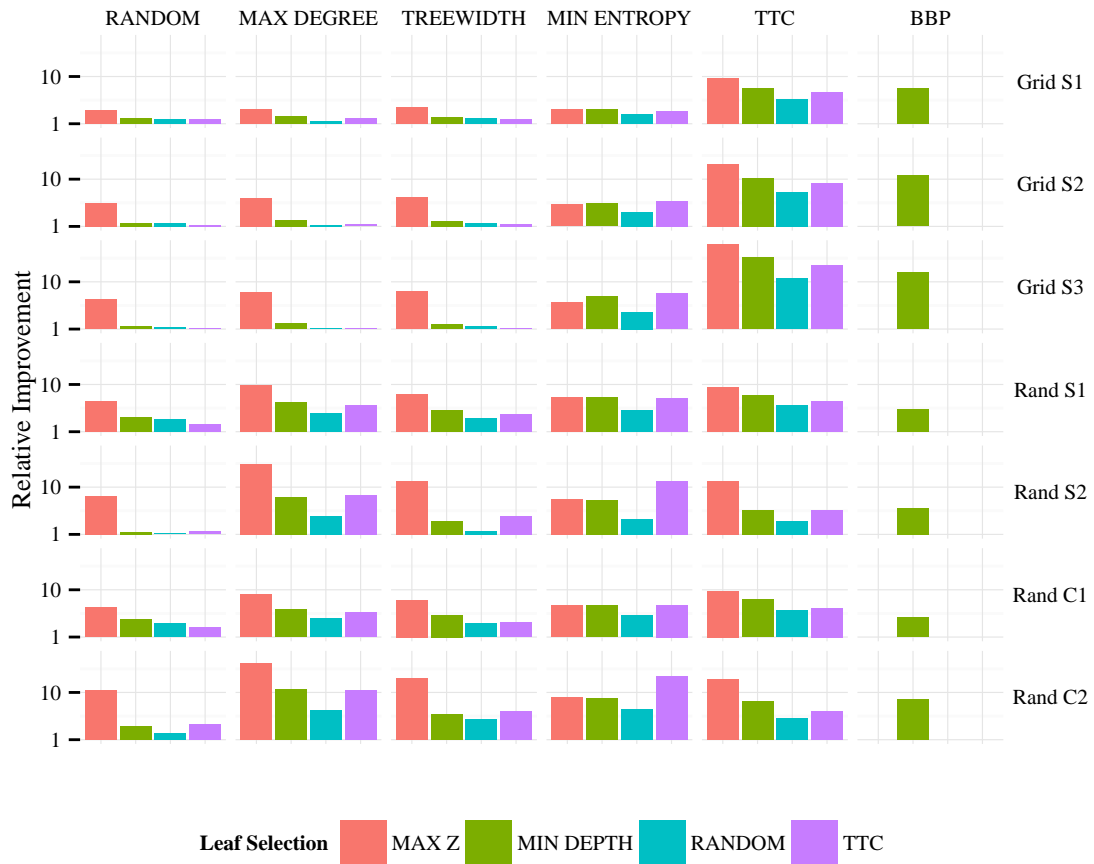 RANDOM MAX DEGREE TREEWIDTH MIN ENTROPY TTC BBP
10
1
Grid S1
10
1
Grid S2
10
1
Grid S3
10
1
Rand S1
10
1
Rand S2
10
1
Rand C1
10
1
Rand C2
Relative Improvement
Leaf Selection MAX Z MIN DEPTH RANDOM TTC